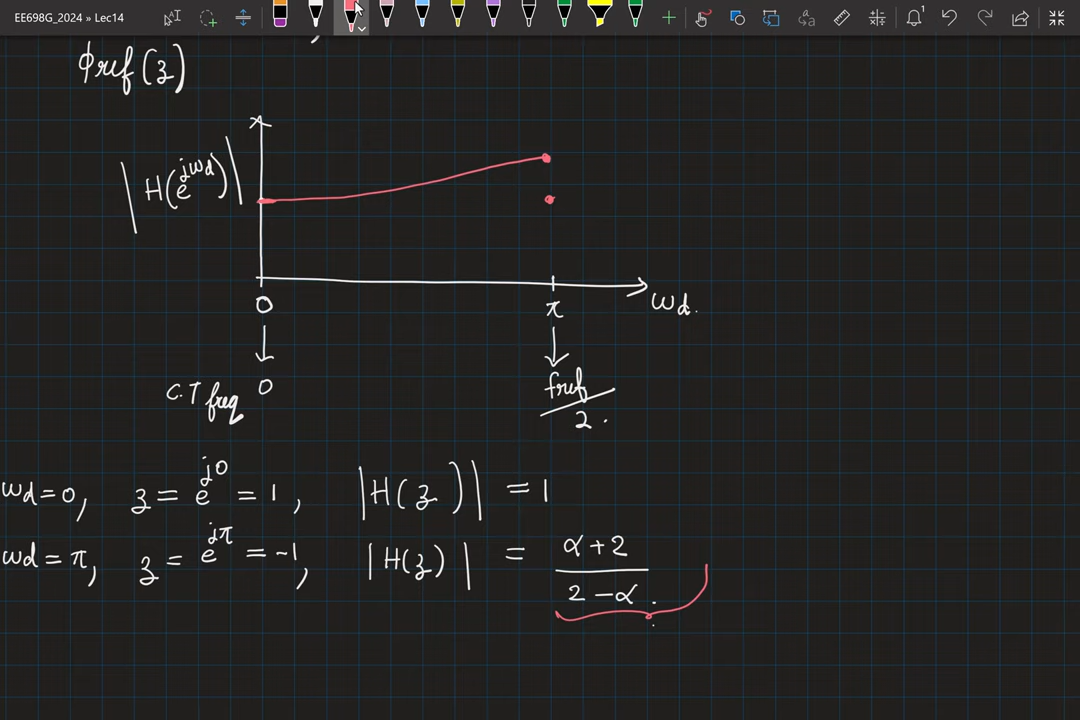 EE698G_2024 » Lec14
ϕref(z)
|H(e^{jωd})|
0 π ωd.
C.T freq 0 fref/2.
ωd=0, z = e^{j0} = 1, |H(z)| = 1
ωd = π, z = e^{jπ} = -1, |H(z)| = (α+2)/(2-α).